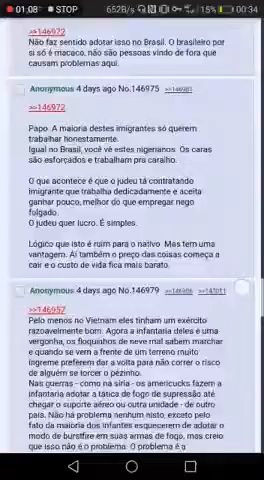 01:08 STOP 652B/s 15% 00:34
>>146972
Não faz sentido adotar isso no Brasil. O brasileiro por
si só é macaco, não são pessoas vindo de fora que
causam problemas aqui.
Anonymous 4 days ago No.146975
>>146972
Papo. A maioria destes imigrantes só querem
trabalhar honestamente.
Igual no Brasil, você vê estes nigerianos. Os caras
são esforçados e trabalham pra caralho.
O que acontece é que o judeu tá contratando
imigrante que trabalha dedicadamente e aceita
ganhar pouco, melhor do que empregar nego
folgado.
O judeu quer lucro. É simples.
Lógico que isto é ruim para o nativo. Mas tem uma
vantagem. Aí também o preço das coisas começa a
cair e o custo de vida fica mais barato.
Anonymous 4 days ago No.146979
>>146952
Pelo menos no Vietnam eles tinham um exército
razoavelmente bom. Agora a infantaria deles é uma
vergonha, os floquinhos de neve mal sabem marchar
e quando se vem a frente de um terreno muito
íngreme preferem dar a volta para não correr o risco
de alguém se torcer o pézinho.
Nas guerras - como na síria - os americucks fazem a
infantaria adotar a tática de fogo de supressão até
chegar o suporte aéreo ou outra unidade - de outro
país. Não há problema nenhum nisto, exceto pelo
fato da maioria dos infantes esquecerem de adotar o
modo de burstfire em suas armas de fogo, mas creio
que isso não é o problema. O problema é a